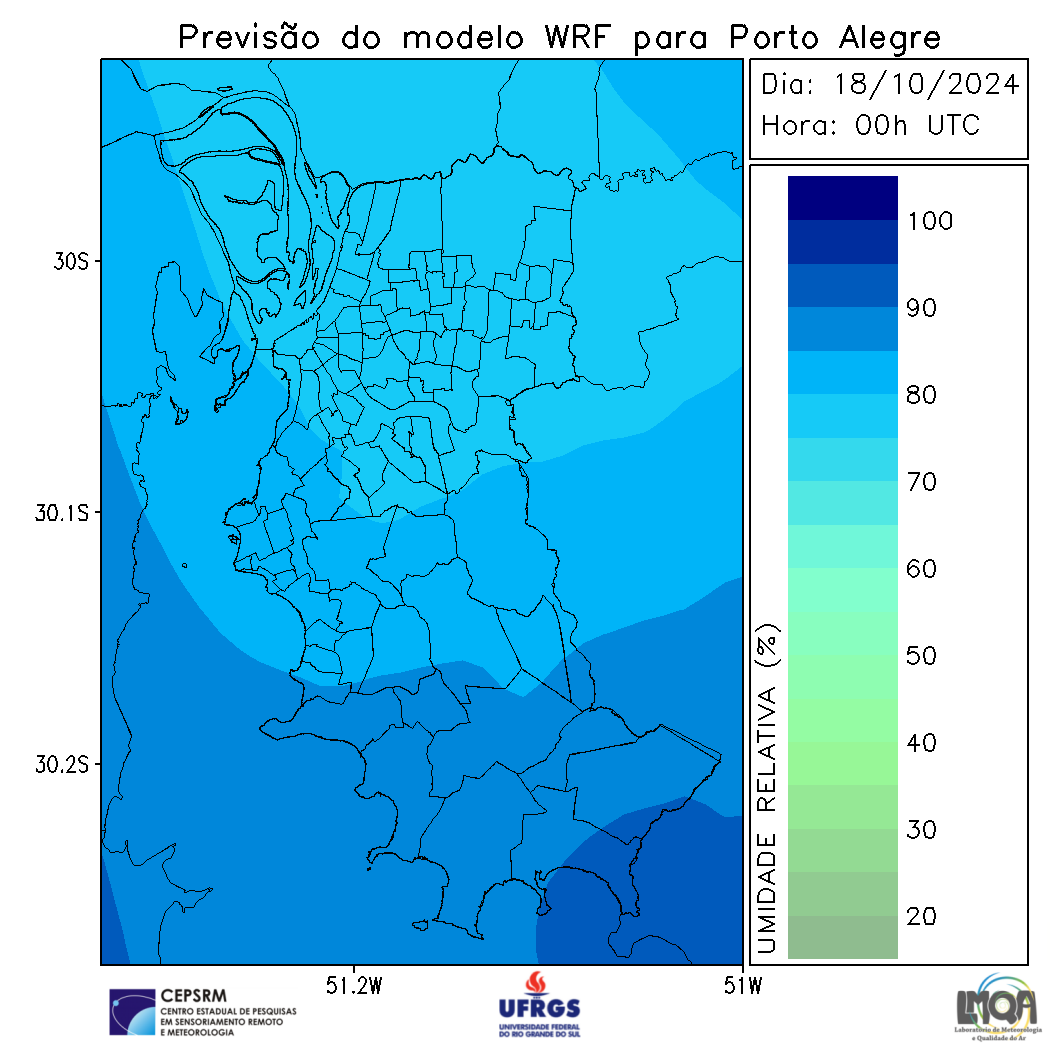 Previsão do modelo WRF para Porto Alegre
Dia: 18/10/2024
Hora: 00h UTC
100
90
80
70
60
50
40
30
20
UMIDADE RELATIVA (%)
30S
30.1S
30.2S
51.2W
51W
CEPSRM
CENTRO ESTADUAL DE PESQUISAS
EM SENSORIAMENTO REMOTO
E METEOROLOGIA
UFRGS
UNIVERSIDADE FEDERAL
DO RIO GRANDE DO SUL
LMQA
Laboratório de Meteorologia
e Qualidade do Ar